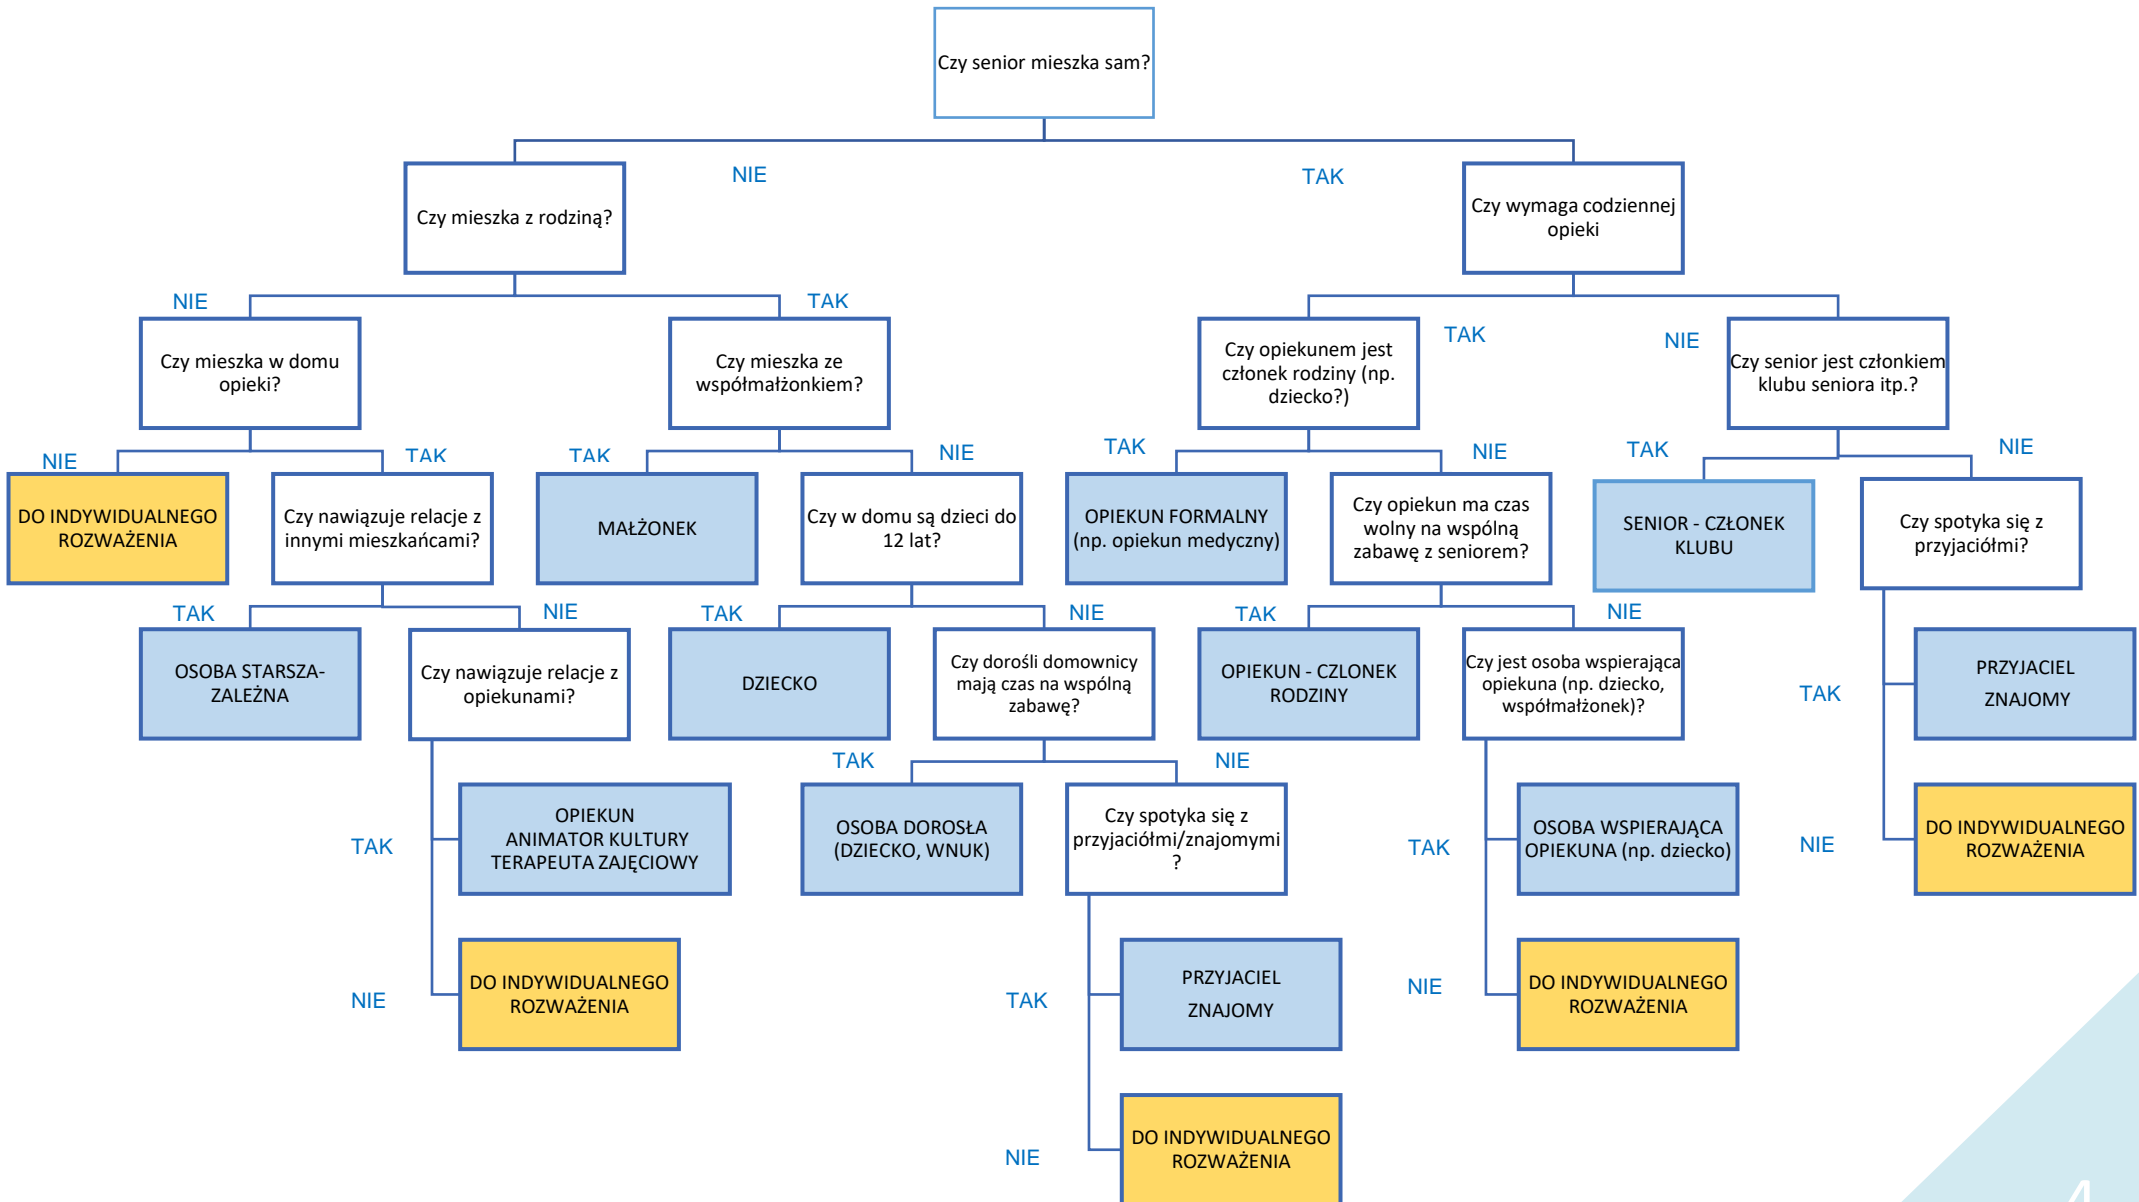 Czy senior mieszka sam?
NIE
TAK
Czy mieszka z rodziną?
Czy wymaga codziennej
opieki
NIE
TAK
TAK
NIE
Czy mieszka w domu
opieki?
Czy mieszka ze
współmałżonkiem?
Czy opiekunem jest
członek rodziny (np.
dziecko?)
Czy senior jest członkiem
klubu seniora itp.?
NIE
TAK
TAK
NIE
TAK
NIE
TAK
NIE
DO INDYWIDUALNEGO
ROZWAŻENIA
Czy nawiązuje relacje z
innymi mieszkańcami?
MAŁŻONEK
Czy w domu są dzieci do
12 lat?
OPIEKUN FORMALNY
(np. opiekun medyczny)
Czy opiekun ma czas
wolny na wspólną
zabawę z seniorem?
SENIOR - CZŁONEK
KLUBU
Czy spotyka się z
przyjaciółmi?
TAK
NIE
TAK
NIE
TAK
NIE
OSOBA STARSZA-
ZALEŻNA
Czy nawiązuje relacje z
opiekunami?
DZIECKO
Czy dorośli domownicy
mają czas na wspólną
zabawę?
OPIEKUN - CZLONEK
RODZINY
Czy jest osoba wspierająca
opiekuna (np. dziecko,
współmałżonek)?
TAK
PRZYJACIEL
ZNAJOMY
TAK
NIE
TAK
OPIEKUN
ANIMATOR KULTURY
TERAPEUTA ZAJĘCIOWY
OSOBA DOROSŁA
(DZIECKO, WNUK)
Czy spotyka się z
przyjaciółmi/znajomymi
?
TAK
OSOBA WSPIERAJĄCA
OPIEKUNA (np. dziecko)
NIE
DO INDYWIDUALNEGO
ROZWAŻENIA
NIE
DO INDYWIDUALNEGO
ROZWAŻENIA
TAK
PRZYJACIEL
ZNAJOMY
NIE
DO INDYWIDUALNEGO
ROZWAŻENIA
NIE
DO INDYWIDUALNEGO
ROZWAŻENIA
4